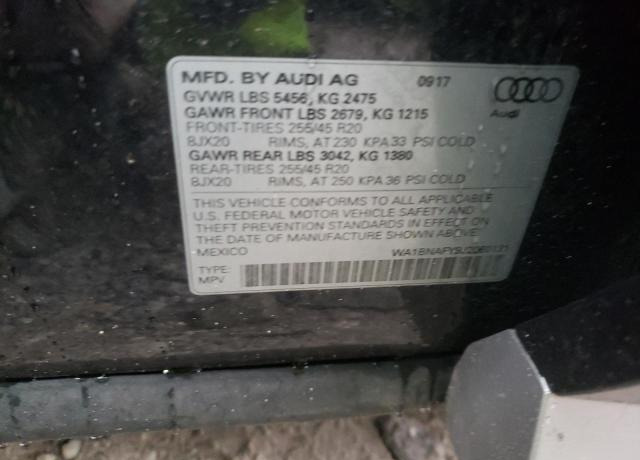 MFD. BY AUDI AG 0917
GVWR LBS 5456, KG 2475
GAWR FRONT LBS 2679, KG 1215
FRONT-TIRES 255/45 R20
8JX20 RIMS, AT 230 KPA 33 PSI COLD
GAWR REAR LBS 3042, KG 1380
REAR-TIRES 255/45 R20
8JX20 RIMS, AT 250 KPA 36 PSI COLD
Audi
THIS VEHICLE CONFORMS TO ALL APPLICABLE
U.S. FEDERAL MOTOR VEHICLE SAFETY AND
THEFT PREVENTION STANDARDS IN EFFECT ON
THE DATE OF MANUFACTURE SHOWN ABOVE
MEXICO
TYPE:
MPV